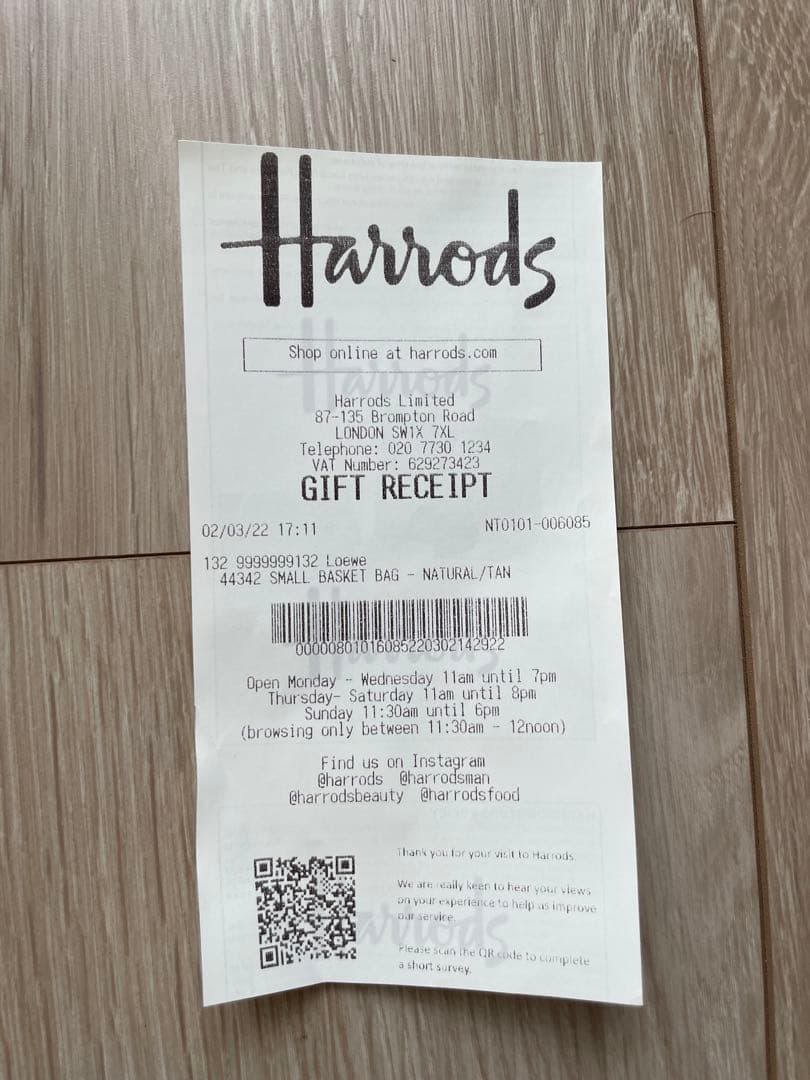 Harrods
Shop online at harrods.com
Harrods Limited
87-135 Brompton Road
LONDON SW1X 7XL
Telephone: 020 7730 1234
VAT Number: 629273423
GIFT RECEIPT
02/03/22 17:11 NT0101-006085
132 9999999132 Loewe
44342 SMALL BASKET BAG - NATURAL/TAN
0000080101608522030214 2922
Open Monday - Wednesday 11am until 7pm
Thursday- Saturday 11am until 8pm
Sunday 11:30am until 6pm
(browsing only between 11:30am - 12noon)
Find us on Instagram
@harrods @harrodsman
@harrodsbeauty @harrodsfood
Thank you for your visit to Harrods
We are really keen to hear your views
on your experience to help us improve
our service.
Please scan the QR code to complete
a short survey.